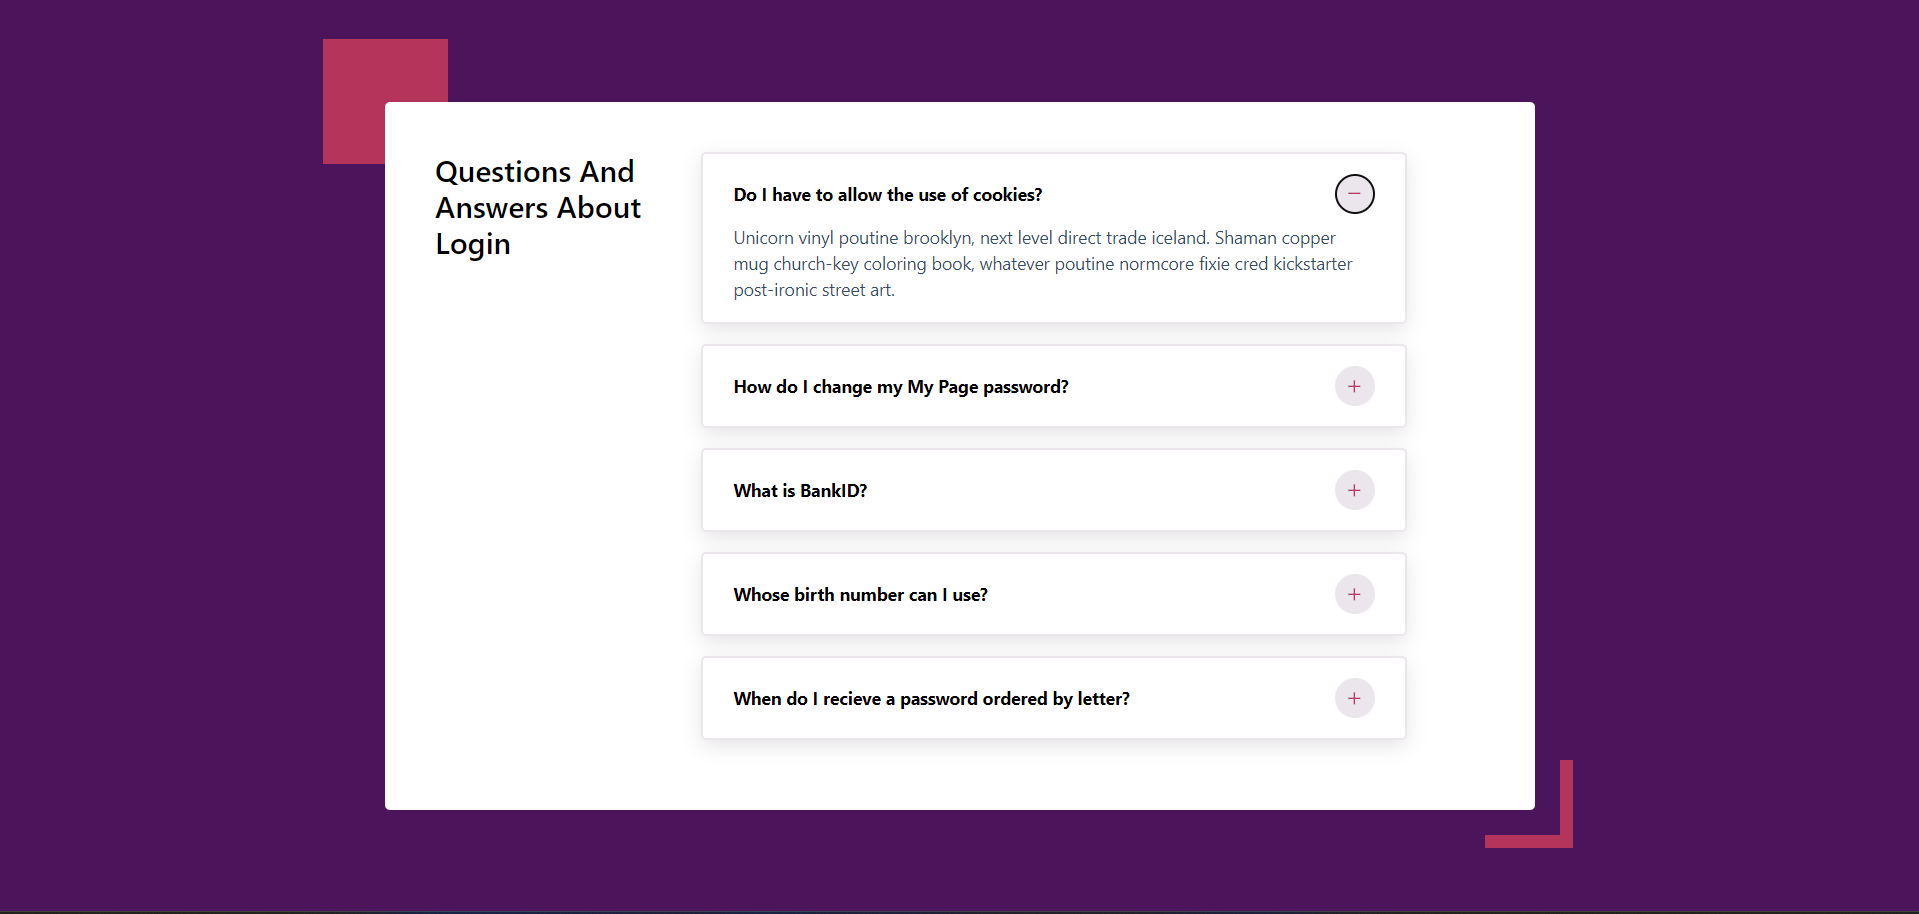 Questions And
Answers About
Login
Do I have to allow the use of cookies?
Unicorn vinyl poutine brooklyn, next level direct trade iceland. Shaman copper
mug church-key coloring book, whatever poutine normcore fixie cred kickstarter
post-ironic street art.
How do I change my My Page password?
What is BankID?
Whose birth number can I use?
When do I recieve a password ordered by letter?